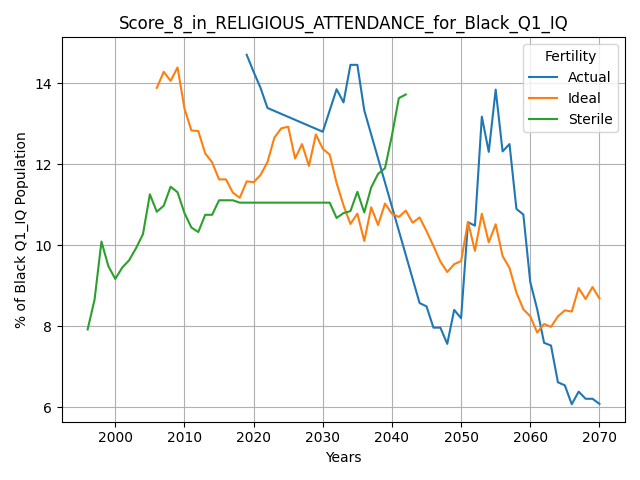 Score_8_in_RELIGIOUS_ATTENDANCE_for_Black_Q1_IQ
Fertility
Actual
Ideal
Sterile
% of Black Q1_IQ Population
14
12
10
8
6
2000 2010 2020 2030 2040 2050 2060 2070
Years